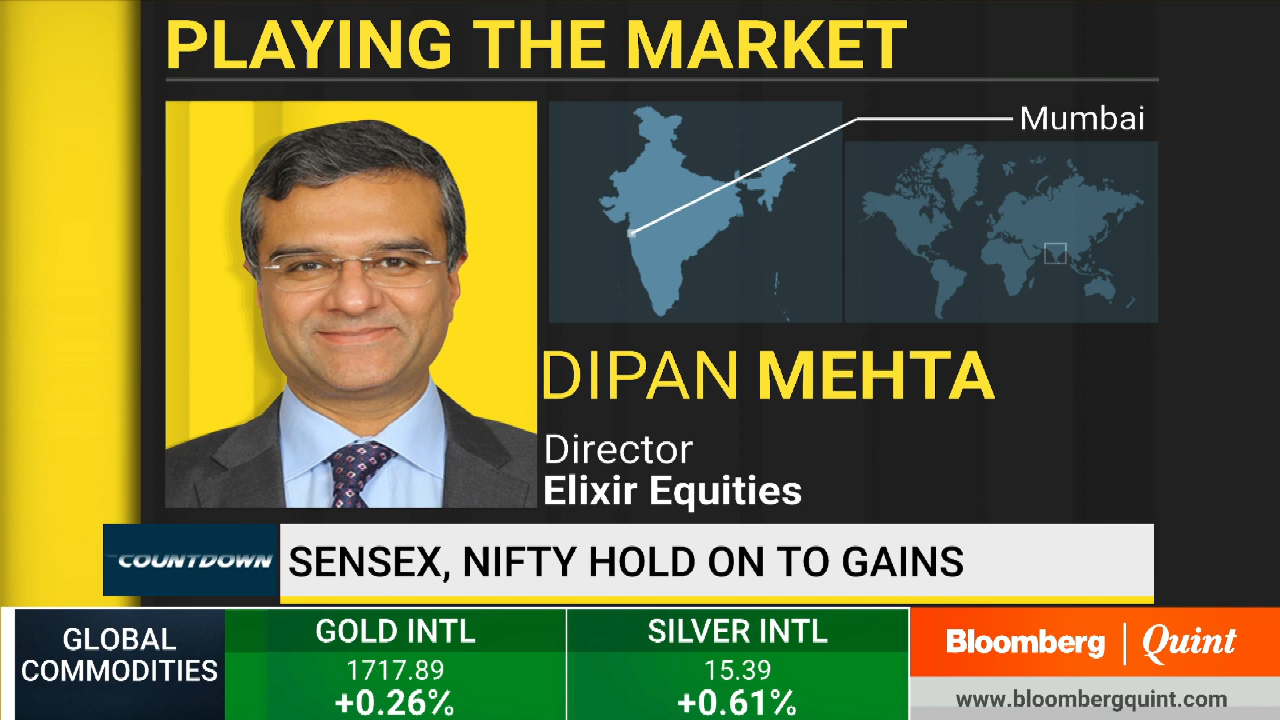 PLAYING THE MARKET
Mumbai
DIPAN MEHTA
Director
Elixir Equities
COUNTDOWN
SENSEX, NIFTY HOLD ON TO GAINS
GLOBAL
COMMODITIES
GOLD INTL
1717.89
+0.26%
SILVER INTL
15.39
+0.61%
Bloomberg | Quint
www.bloombergquint.com